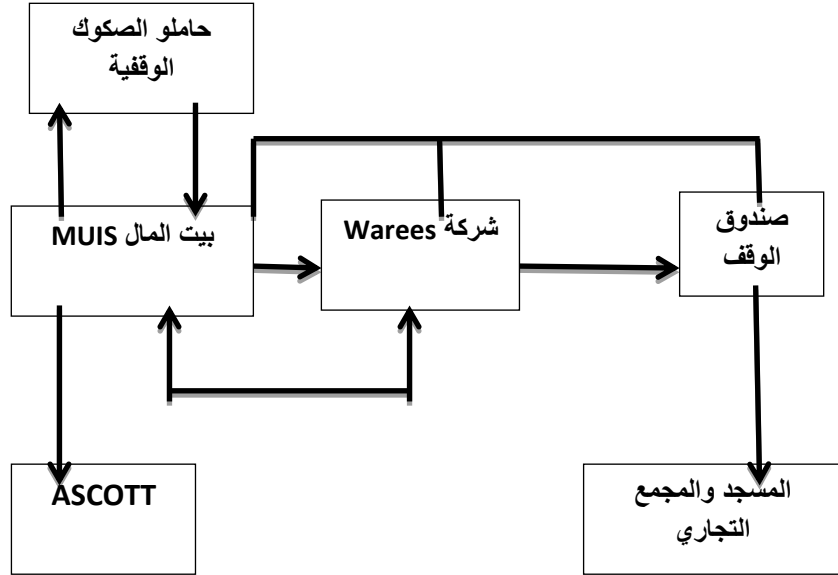 حاملو الصكوك
الوقفية
بيت المال MUIS
شركة Warees
صندوق
الوقف
ASCOTT
المسجد والمجمع
التجاري